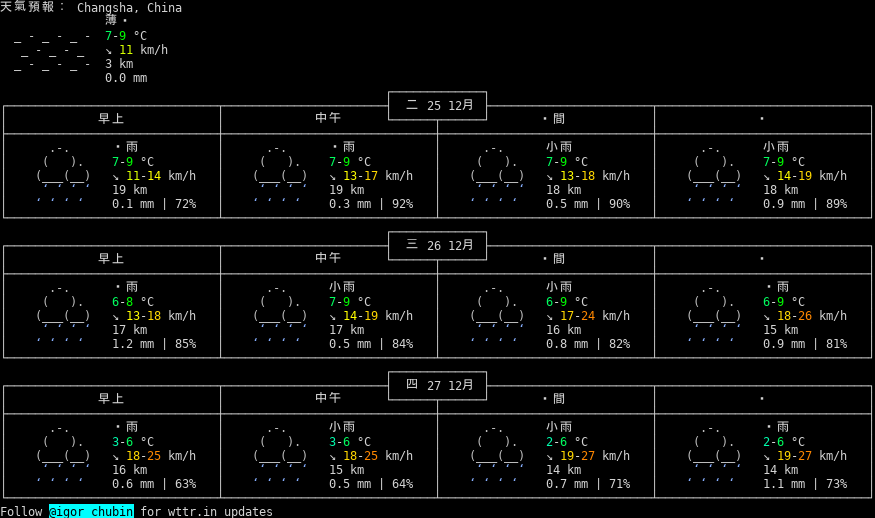 天氣預報： Changsha, China
薄・
7-9 °C
↘ 11 km/h
3 km
0.0 mm
二 25 12月
早上 中午 ・間 ・
・雨 ・雨 小雨 小雨
7-9 °C 7-9 °C 7-9 °C 7-9 °C
↘ 11-14 km/h ↘ 13-17 km/h ↘ 13-18 km/h ↘ 14-19 km/h
19 km 19 km 18 km 18 km
0.1 mm | 72% 0.3 mm | 92% 0.5 mm | 90% 0.9 mm | 89%
三 26 12月
早上 中午 ・間 ・
・雨 小雨 小雨 ・雨
6-8 °C 7-9 °C 6-9 °C 6-9 °C
↘ 13-18 km/h ↘ 14-19 km/h ↘ 17-24 km/h ↘ 18-26 km/h
17 km 17 km 16 km 15 km
1.2 mm | 85% 0.5 mm | 84% 0.8 mm | 82% 0.9 mm | 81%
四 27 12月
早上 中午 ・間 ・
・雨 小雨 小雨 ・雨
3-6 °C 3-6 °C 2-6 °C 2-6 °C
↘ 18-25 km/h ↘ 18-25 km/h ↘ 19-27 km/h ↘ 19-27 km/h
16 km 15 km 14 km 14 km
0.6 mm | 63% 0.5 mm | 64% 0.7 mm | 71% 1.1 mm | 73%
Follow @igor_chubin for wttr.in updates